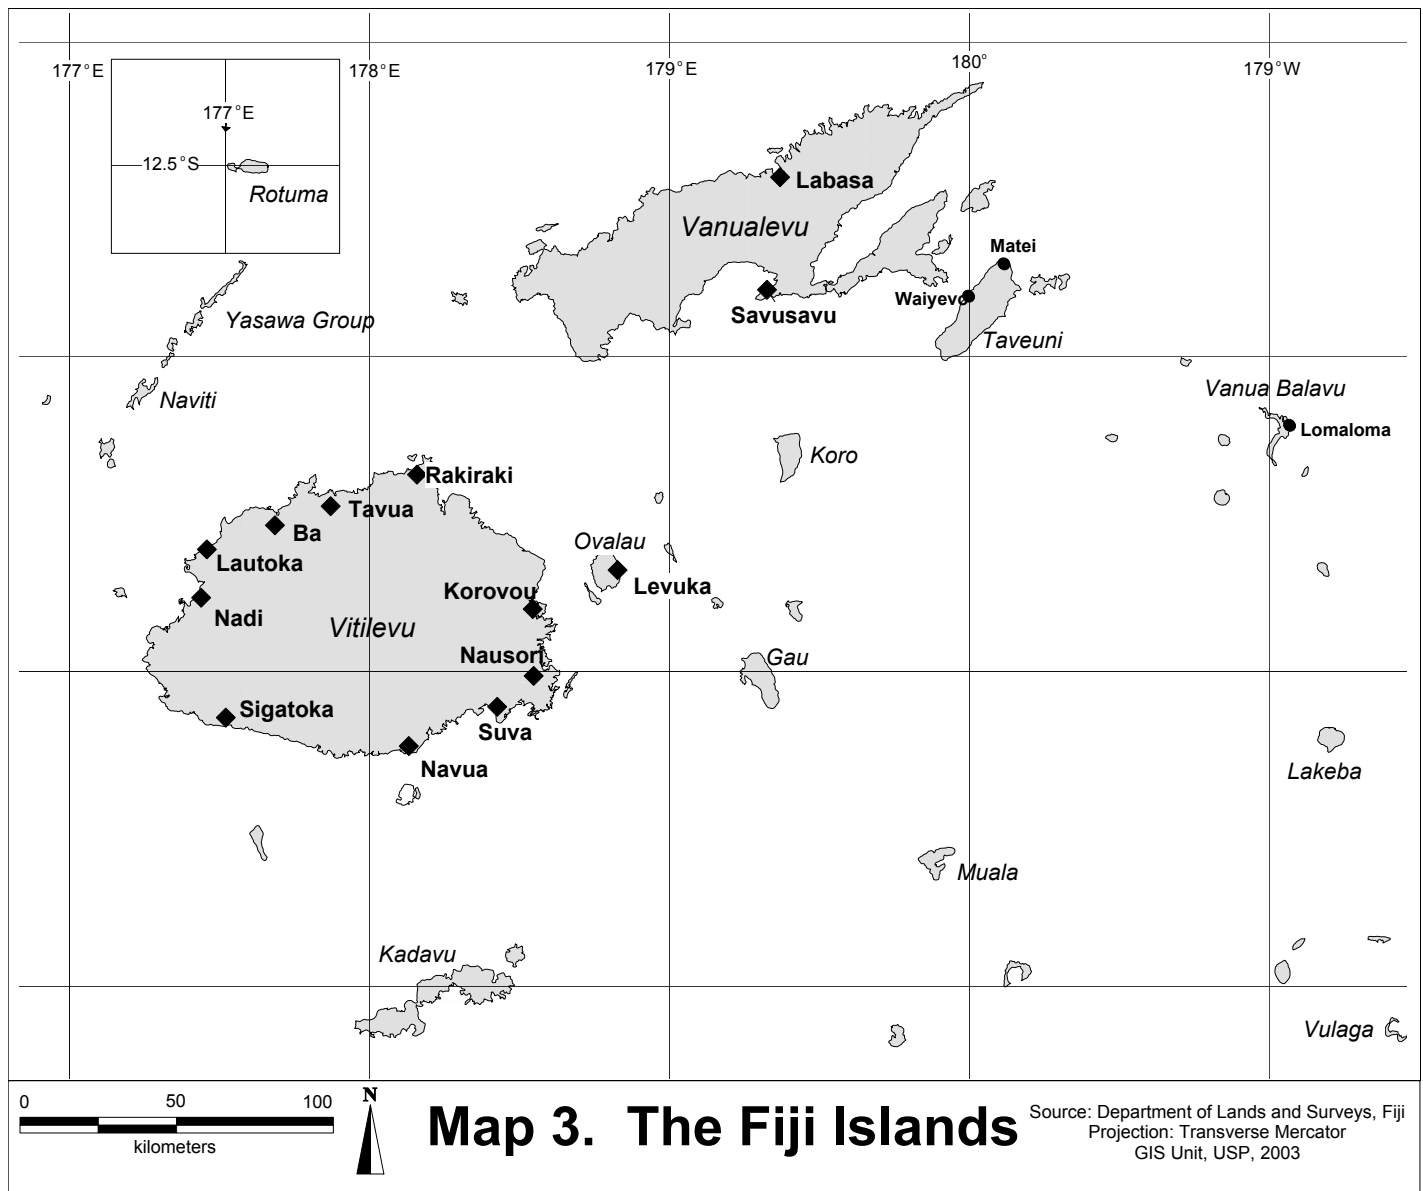 177°E
178°E
179°E
180°
179°W
177°E
12.5°S
Rotuma
Labasa
Vanualevu
Matei
Waiyevo
Savusavu
Yasawa Group
Taveuni
Naviti
Vanua Balavu
Lomaloma
Koro
Rakiraki
Tavua
Ba
Ovalau
Lautoka
Levuka
Korovou
Nadi
Vitilevu
Nausori
Gau
Sigatoka
Suva
Navua
Lakeba
Muala
Kadavu
Vulaga
0 50 100
kilometers
N
Map 3. The Fiji Islands
Source: Department of Lands and Surveys, Fiji
Projection: Transverse Mercator
GIS Unit, USP, 2003